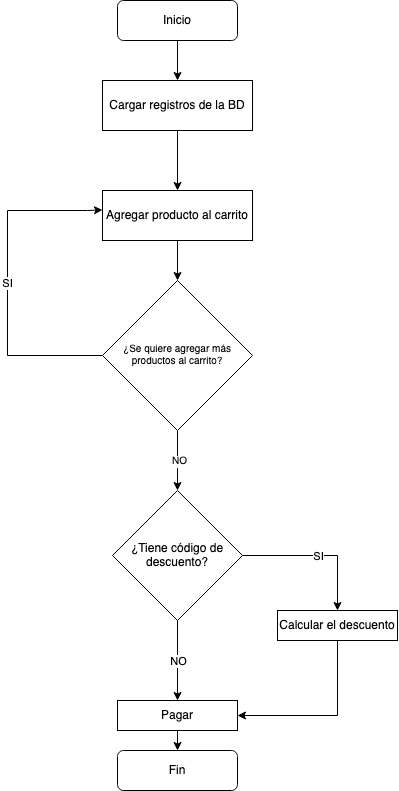 Inicio
Cargar registros de la BD
Agregar producto al carrito
SI
¿Se quiere agregar más
productos al carrito?
NO
¿Tiene código de
descuento?
SI
Calcular el descuento
NO
Pagar
Fin